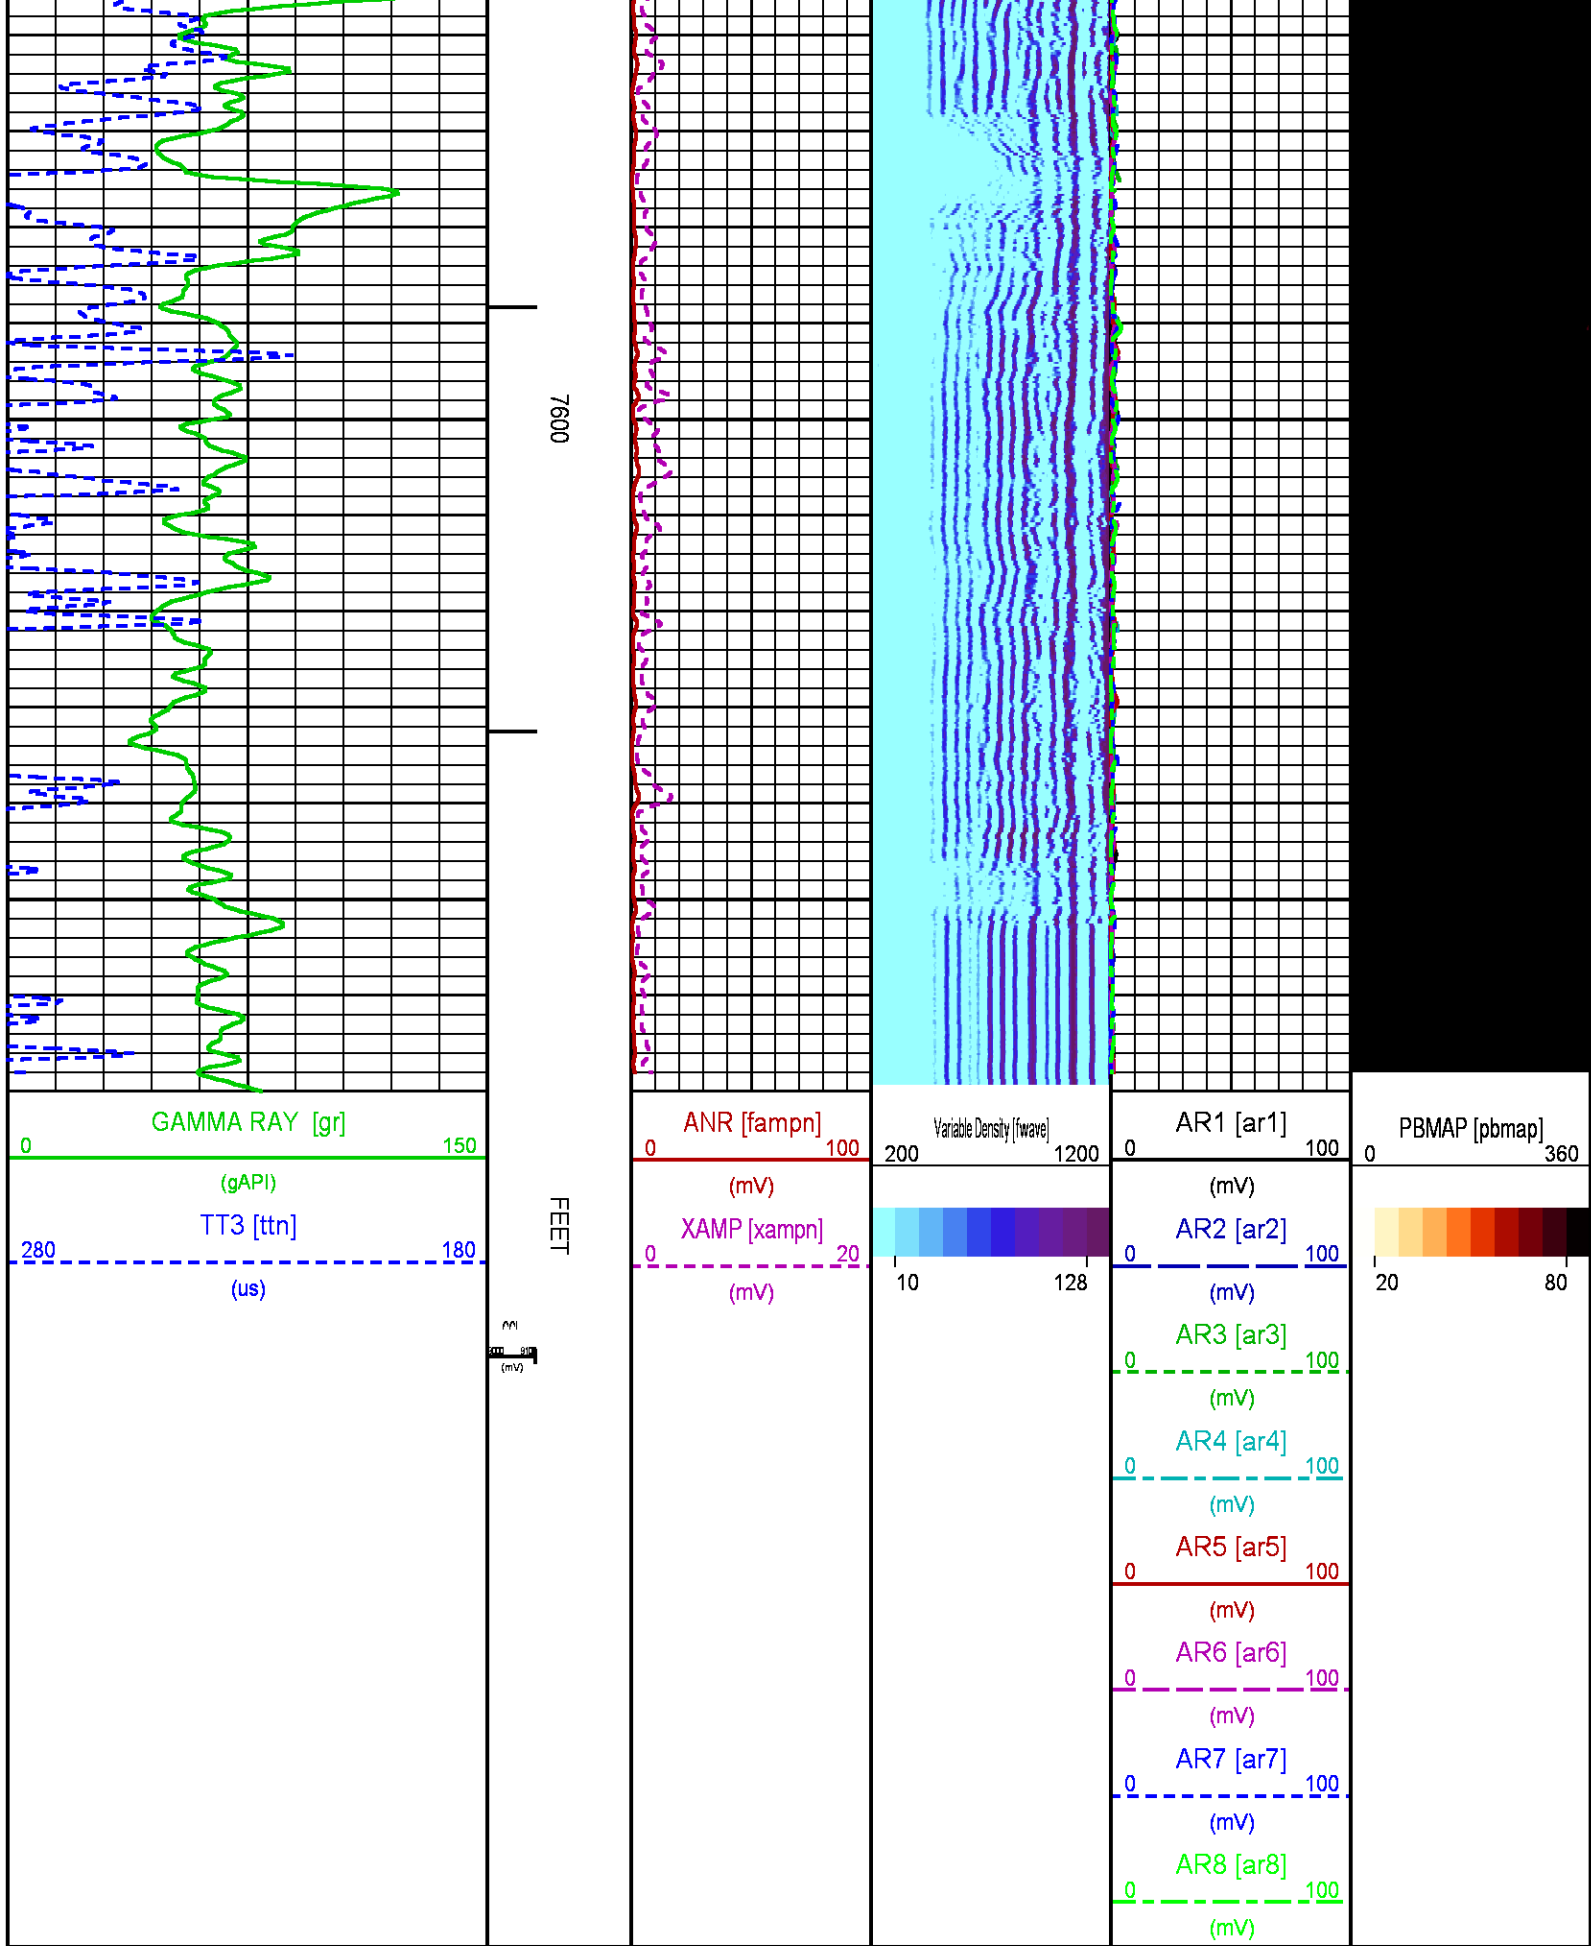 7600
FEET
GAMMA RAY [gr]
0 150
(gAPI)
TT3 [ttn]
280 180
(us)
(mV)
ANR [fampn]
0 100
(mV)
XAMP [xampn]
0 20
(mV)
Variable Density [fwave]
200 1200
10 128
AR1 [ar1]
0 100
(mV)
AR2 [ar2]
0 100
(mV)
AR3 [ar3]
0 100
(mV)
AR4 [ar4]
0 100
(mV)
AR5 [ar5]
0 100
(mV)
AR6 [ar6]
0 100
(mV)
AR7 [ar7]
0 100
(mV)
AR8 [ar8]
0 100
(mV)
PBMAP [pbmap]
0 360
20 80